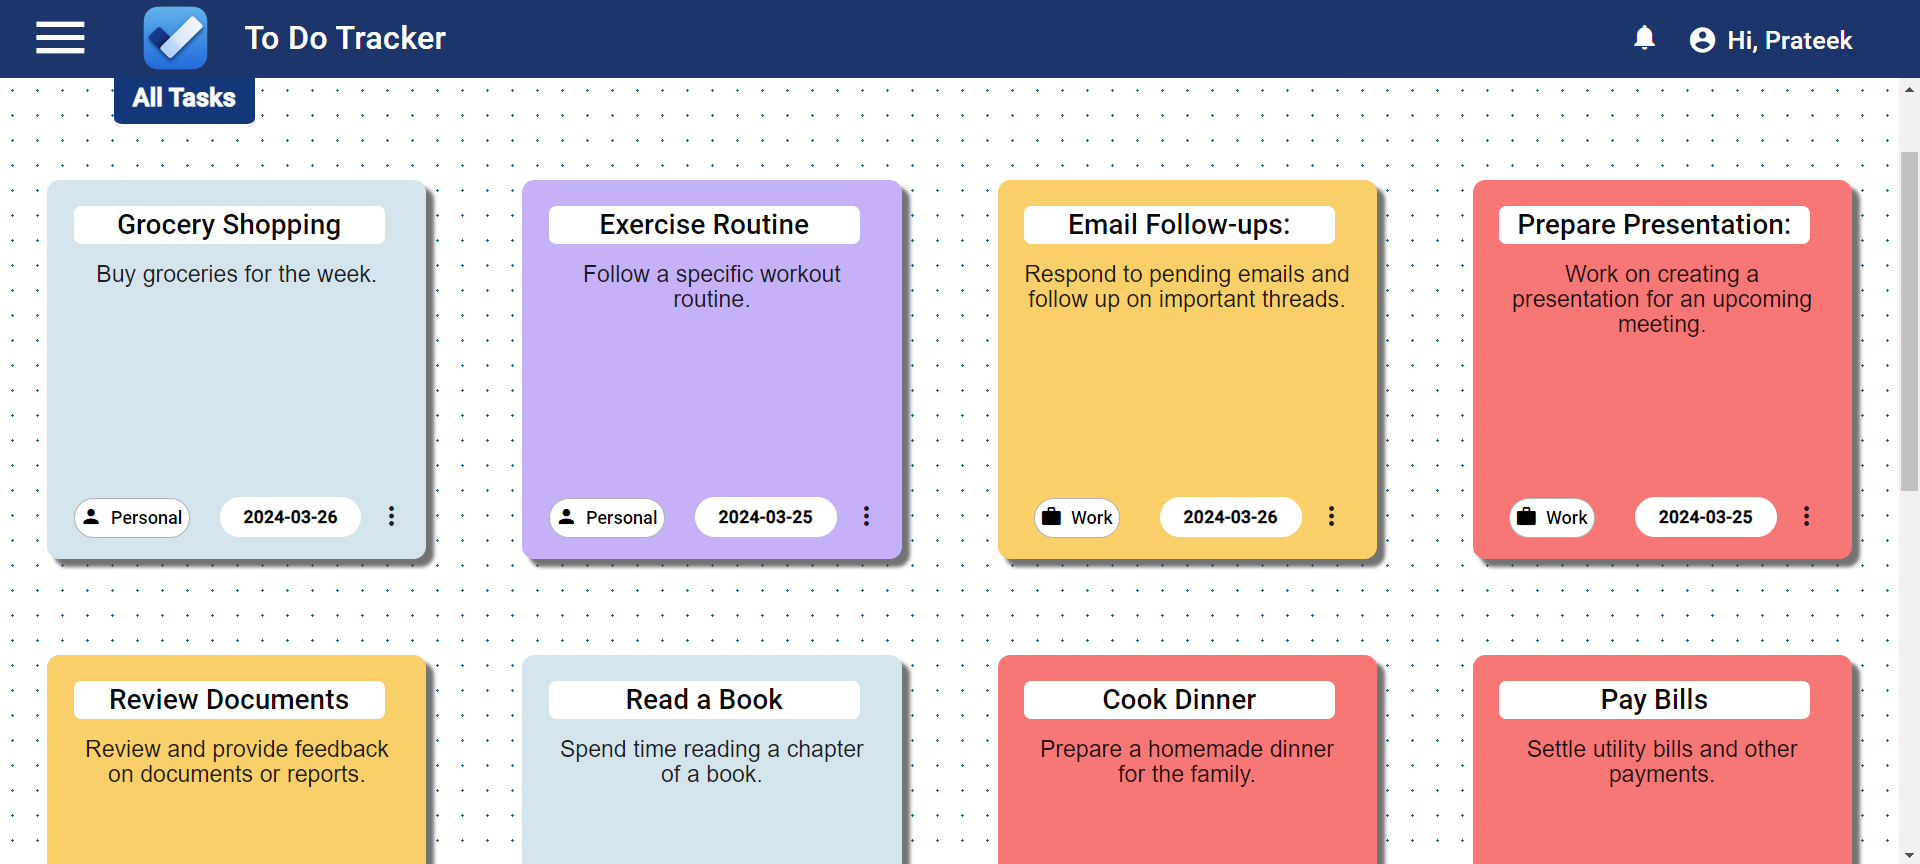 To Do Tracker
Hi, Prateek
All Tasks
Grocery Shopping
Buy groceries for the week.
Personal
2024-03-26
Exercise Routine
Follow a specific workout
routine.
Personal
2024-03-25
Email Follow-ups:
Respond to pending emails and
follow up on important threads.
Work
2024-03-26
Prepare Presentation:
Work on creating a
presentation for an upcoming
meeting.
Work
2024-03-25
Review Documents
Review and provide feedback
on documents or reports.
Read a Book
Spend time reading a chapter
of a book.
Cook Dinner
Prepare a homemade dinner
for the family.
Pay Bills
Settle utility bills and other
payments.